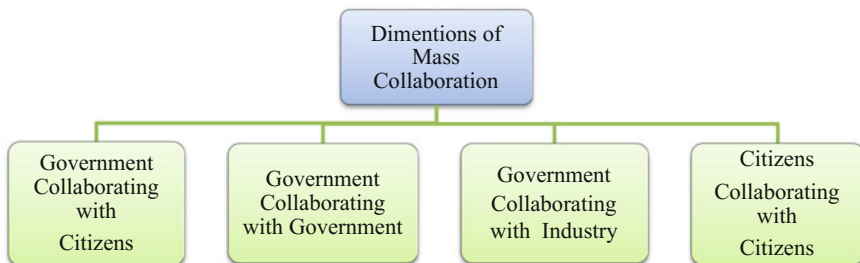 Dimentions of
Mass
Collaboration
Government
Collaborating
with
Citizens
Government
Collaborating
with Government
Government
Collaborating
with Industry
Citizens
Collaborating
with
Citizens